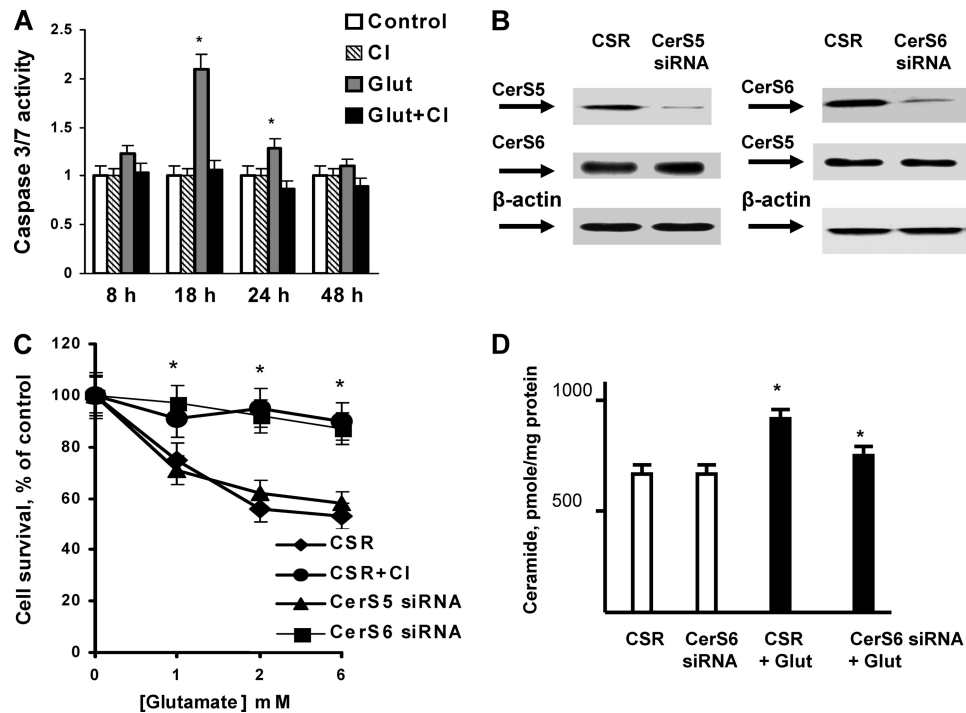 A
Caspase 3/7 activity
2.5
2
1.5
1
0.5
0
*
*
Control
CI
Glut
Glut+CI
8 h
18 h
24 h
48 h
B
CSR
CerS5
siRNA
CerS5
CerS6
β-actin
CSR
CerS6
siRNA
CerS6
CerS5
β-actin
C
Cell survival, % of control
120
100
80
60
40
20
0
*
*
*
CSR
CSR+CI
CerS5 siRNA
CerS6 siRNA
0
1
2
6
[Glutamate] mM
D
Ceramide, pmole/mg protein
1000
500
*
*
CSR
CerS6
siRNA
CSR
+ Glut
CerS6 siRNA
+ Glut